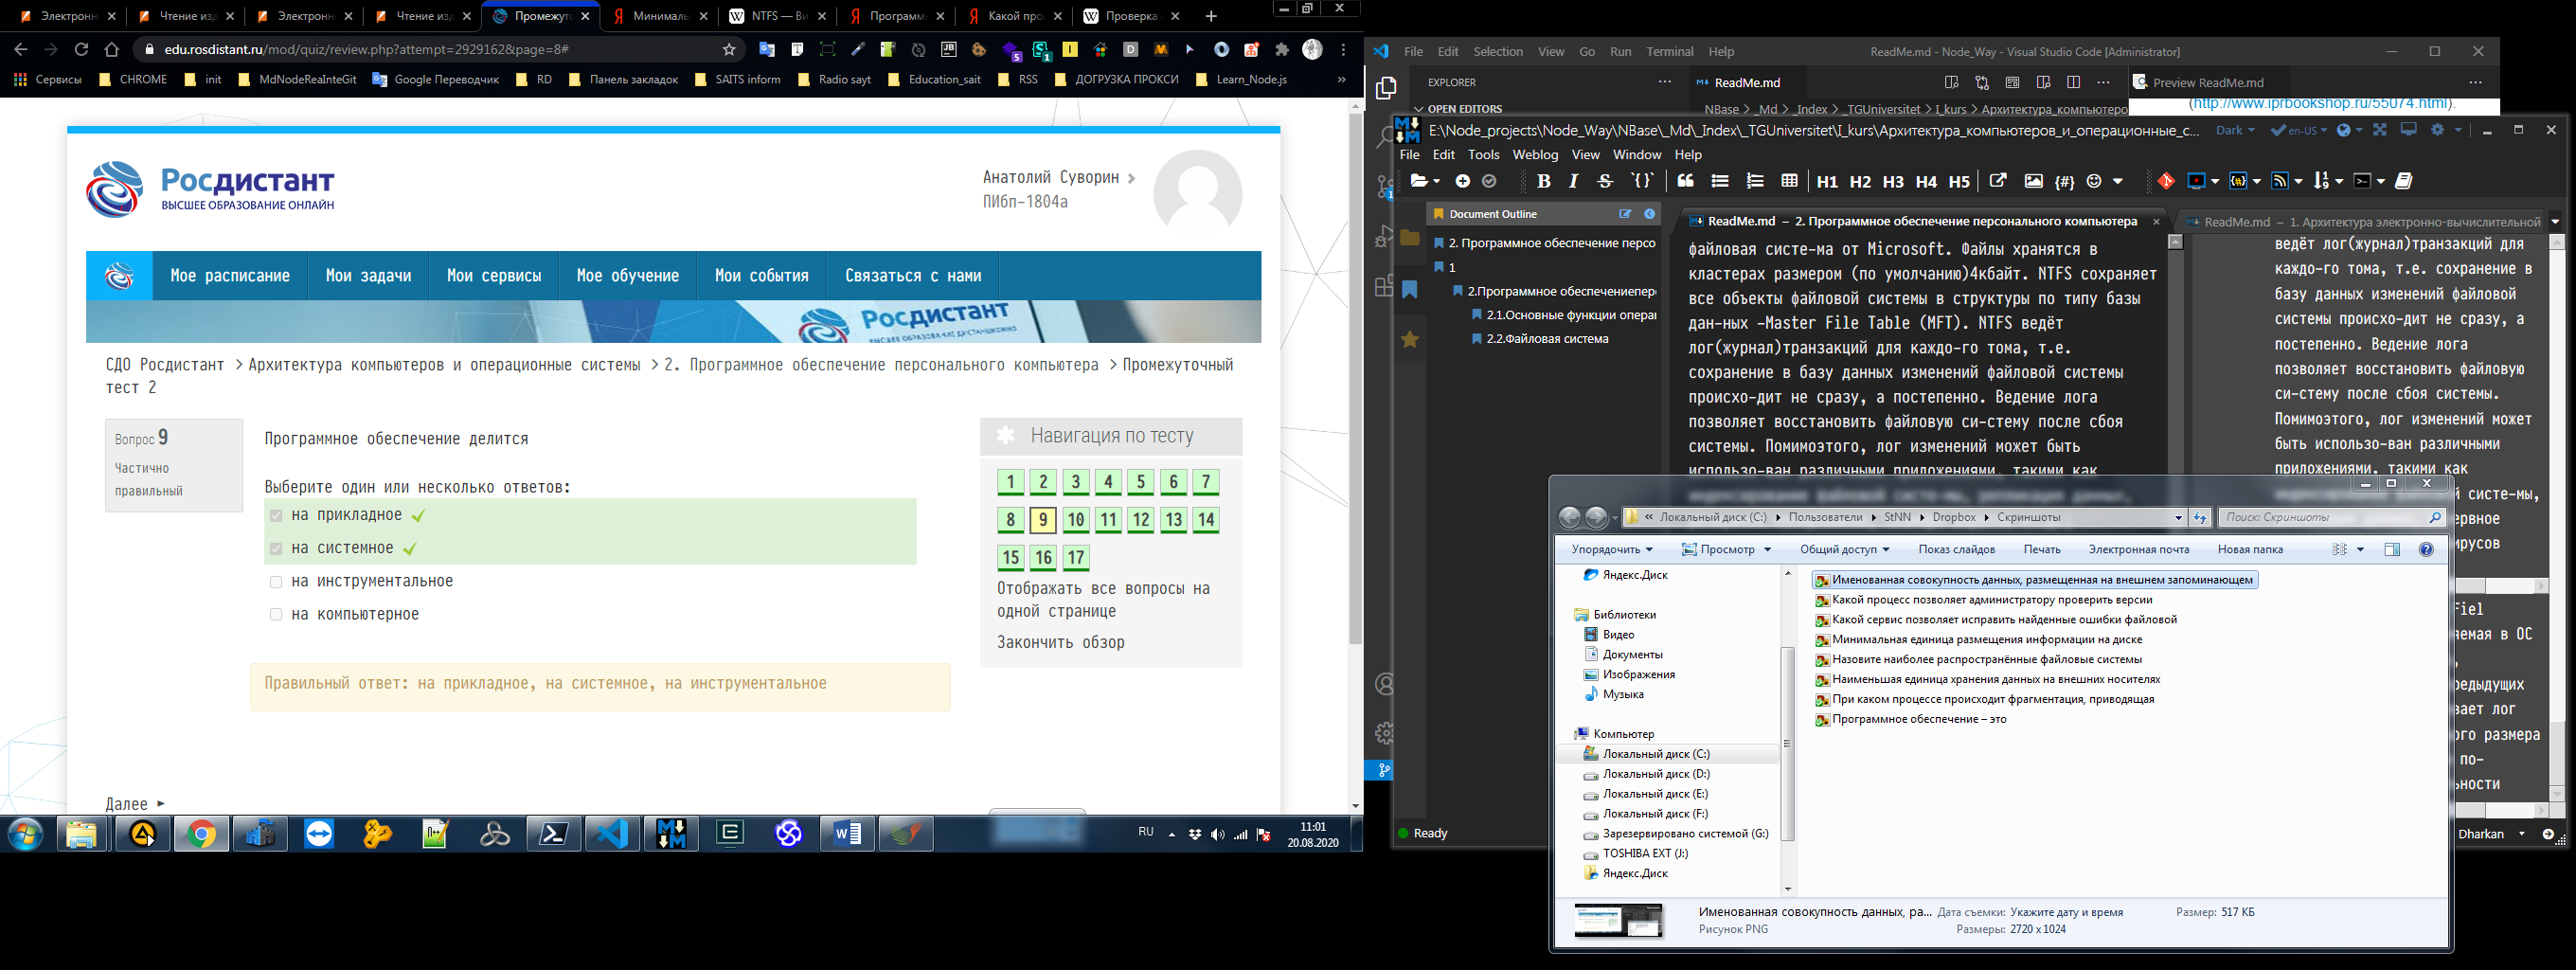 Электронн
Чтение изд
Электронн
Чтение изд
Промежуто
Минималь
NTFS — Ви
Программ
Какой про
Проверка
edu.rosdistant.ru/mod/quiz/review.php?attempt=2929162&page=8#
Сервисы CHROME init MdNodeReaInteGit Google Переводчик RD Панель закладок SAITS inform Radio sayt Education_sait RSS ДОГРУЗКА ПРОКСИ Learn_Node.js »
Росдистант
ВЫСШЕЕ ОБРАЗОВАНИЕ ОНЛАЙН
Анатолий Суворин
ПИбп-1804а
Мое расписание Мои задачи Мои сервисы Мое обучение Мои события Связаться с нами
Росдистант
СДО Росдистант > Архитектура компьютеров и операционные системы > 2. Программное обеспечение персонального компьютера > Промежуточный
тест 2
Вопрос 9
Частично
правильный
Программное обеспечение делится
Выберите один или несколько ответов:
на прикладное
на системное
на инструментальное
на компьютерное
Правильный ответ: на прикладное, на системное, на инструментальное
Навигация по тесту
1 2 3 4 5 6 7
8 9 10 11 12 13 14
15 16 17
Отображать все вопросы на
одной странице
Закончить обзор
Далее ►
RU
11:01
20.08.2020
File Edit Selection View Go Run Terminal Help
ReadMe.md - Node_Way - Visual Studio Code [Administrator]
EXPLORER
OPEN EDITORS
ReadMe.md
Preview ReadMe.md
NBase > _Md > _Index > _TGUniversitet > I_kurs > Архитектура_компьютеро
(http://www.iprbookshop.ru/55074.html).
E:\Node_projects\Node_Way\NBase\_Md\_Index\_TGUniversitet\I_kurs\Архитектура_компьютеров_и_операционные_с...
Dark en-US
File Edit Tools Weblog View Window Help
B I S H1 H2 H3 H4 H5
Document Outline
2. Программное обеспечение персо
1
2.Программное обеспечениепер
2.1.Основные функции опера
2.2.Файловая система
ReadMe.md – 2. Программное обеспечение персонального компьютера
ReadMe.md – 1. Архитектура электронно-вычислительной
файловая систе-ма от Microsoft. Файлы хранятся в
кластерах размером (по умолчанию)4кбайт. NTFS сохраняет
все объекты файловой системы в структуры по типу базы
дан-ных -Master File Table (MFT). NTFS ведёт
лог(журнал)транзакций для каждо-го тома, т.е.
сохранение в базу данных изменений файловой системы
происхо-дит не сразу, а постепенно. Ведение лога
позволяет восстановить файловую си-стему после сбоя
системы. Помимоэтого, лог изменений может быть
использо-ван различными приложениями, такими как
ведёт лог(журнал)транзакций для
каждо-го тома, т.е. сохранение в
базу данных изменений файловой
системы происхо-дит не сразу, а
постепенно. Ведение лога
позволяет восстановить файловую
си-стему после сбоя системы.
Помимоэтого, лог изменений может
быть использо-ван различными
приложениями, такими как
систе-мы,
Ready
Dharkan
« Локальный диск (C:) Пользователи StNN Dropbox Скриншоты
Поиск: Скриншоты
Упорядочить Просмотр Общий доступ Показ слайдов Печать Электронная почта Новая папка
Яндекс.Диск
Библиотеки
Видео
Документы
Изображения
Музыка
Компьютер
Локальный диск (C:)
Локальный диск (D:)
Локальный диск (E:)
Локальный диск (F:)
Зарезервировано системой (G:)
TOSHIBA EXT (J:)
Яндекс.Диск
Именованная совокупность данных, размещенная на внешнем запоминающем
Какой процесс позволяет администратору проверить версии
Какой сервис позволяет исправить найденные ошибки файловой
Минимальная единица размещения информации на диске
Назовите наиболее распространённые файловые системы
Наименьшая единица хранения данных на внешних носителях
При каком процессе происходит фрагментация, приводящая
Программное обеспечение – это
Именованная совокупность данных, ра... Дата съемки: Укажите дату и время Размер: 517 КБ
Рисунок PNG Размеры: 2720 x 1024